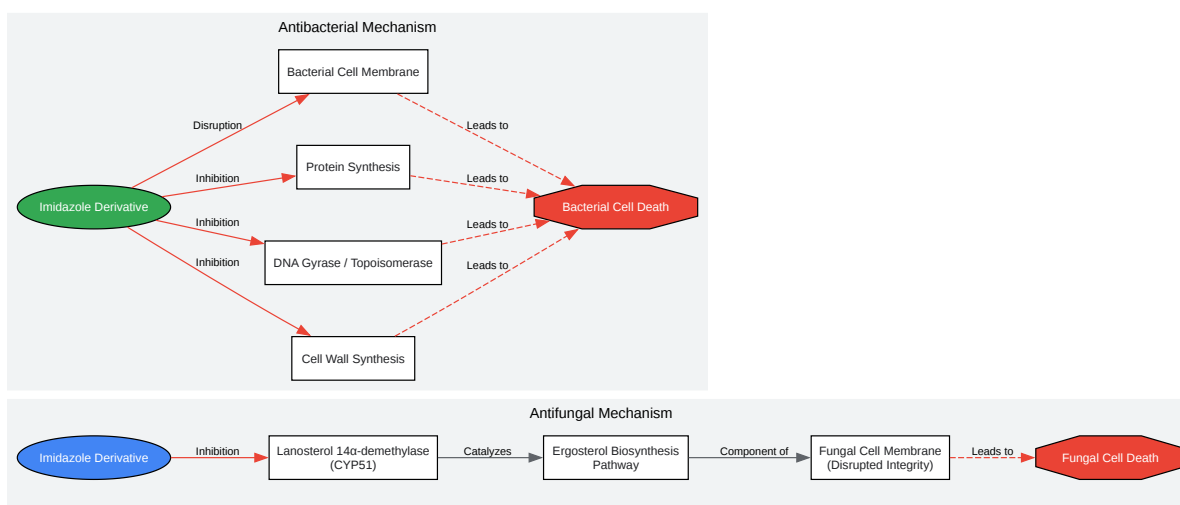 Antibacterial Mechanism
Bacterial Cell Membrane
Disruption
Leads to
Protein Synthesis
Inhibition
Leads to
Imidazole Derivative
Bacterial Cell Death
Inhibition
Leads to
DNA Gyrase / Topoisomerase
Inhibition
Leads to
Cell Wall Synthesis
Antifungal Mechanism
Imidazole Derivative
Inhibition
Lanosterol 14α-demethylase
(CYP51)
Catalyzes
Ergosterol Biosynthesis
Pathway
Component of
Fungal Cell Membrane
(Disrupted Integrity)
Leads to
Fungal Cell Death